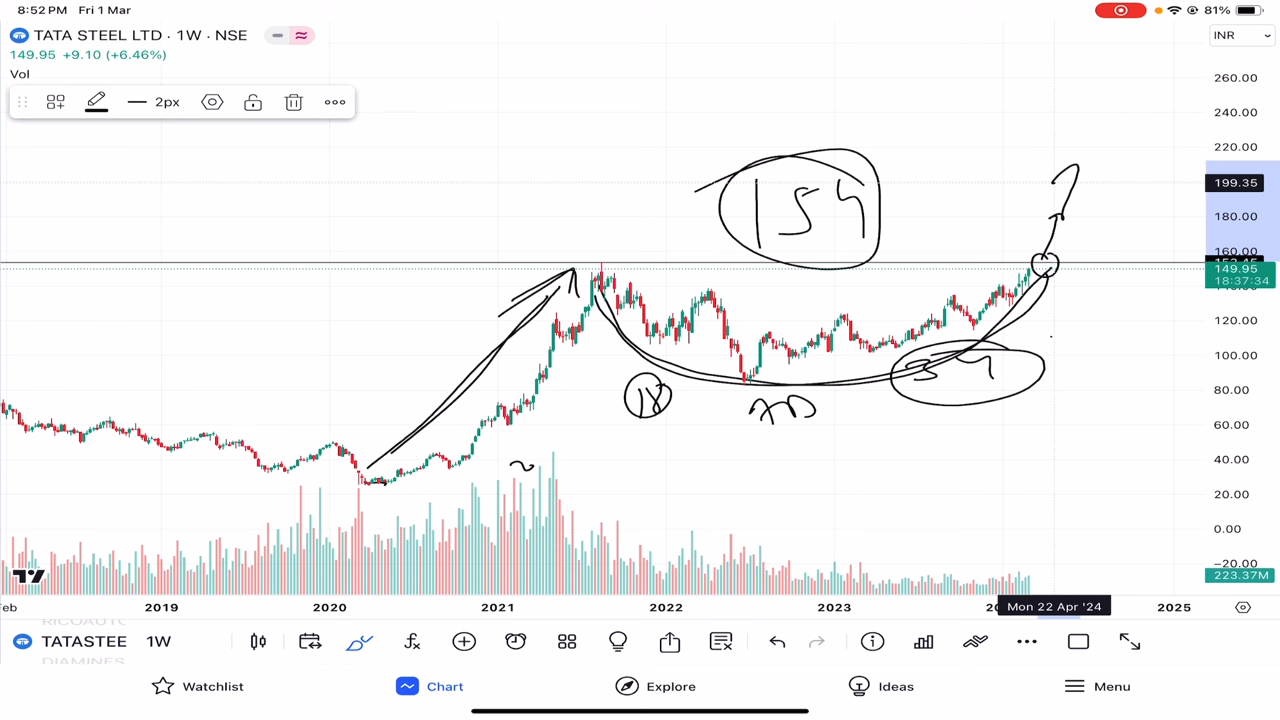 8:52 PM Fri 1 Mar
81%
TATA STEEL LTD · 1W · NSE
INR
149.95 +9.10 (+6.46%)
Vol
2px
260.00
240.00
220.00
199.35
180.00
160.00
149.95
18:37:34
120.00
100.00
80.00
60.00
40.00
20.00
0.00
-20.00
223.37M
154
18
34
2019
2020
2021
2022
2023
Mon 22 Apr '24
2025
RICOAUTO
TATASTEE 1W
DIAMINES
Watchlist
Chart
Explore
Ideas
Menu